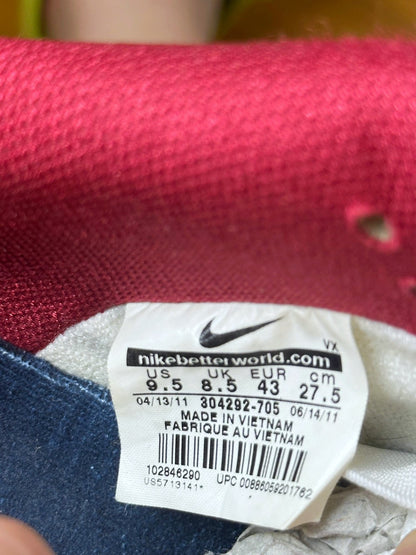 VX
nikebetterworld.com
US UK EUR cm
9.5 8.5 43 27.5
04/13/11 304292-705 06/14/11
MADE IN VIETNAM
FABRIQUE AU VIETNAM
102846290
US5713141* UPC 00886059201762